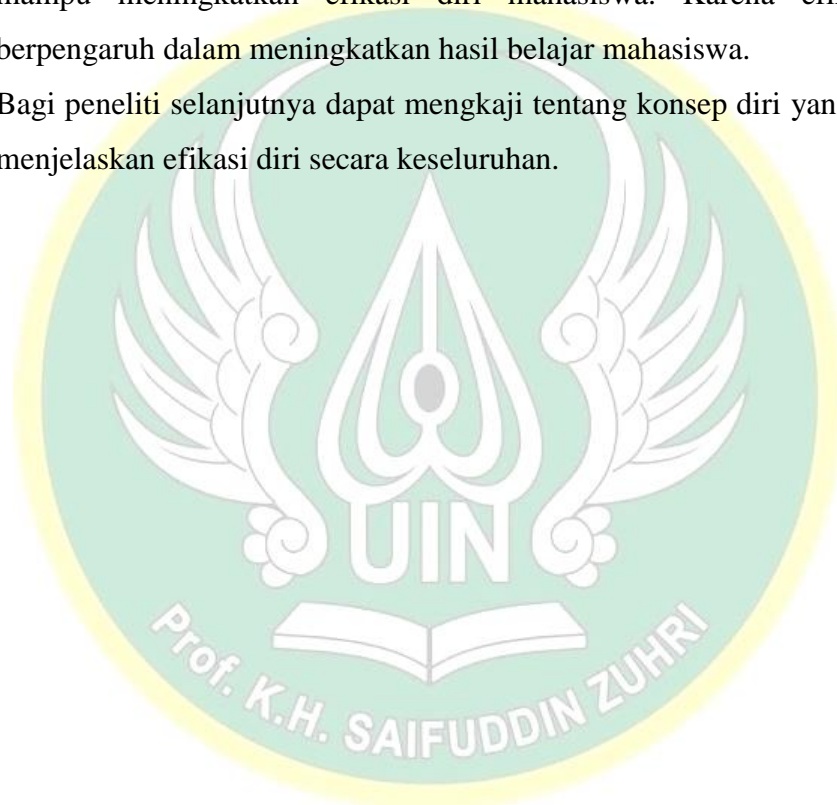 mampu meningkatkan efikasi diri mahasiswa. Karena
berpengaruh dalam meningkatkan hasil belajar mahasiswa.
Bagi peneliti selanjutnya dapat mengkaji tentang konsep diri
menjelaskan efikasi diri secara keseluruhan.
UIN
Prof. K.H. SAIFUDDIN ZUHRI